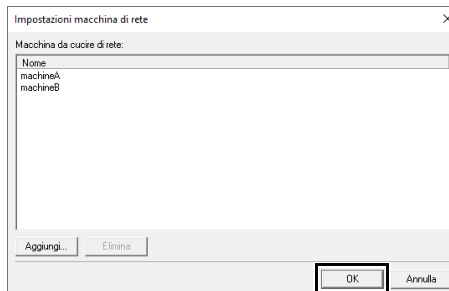 Impostazioni macchina di rete
Macchina da cucire di rete:
Nome
machineA
machineB
Aggiungi... Elimina
OK Annulla